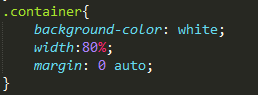 .container{
    background-color: white;
    width:80%;
    margin: 0 auto;
}